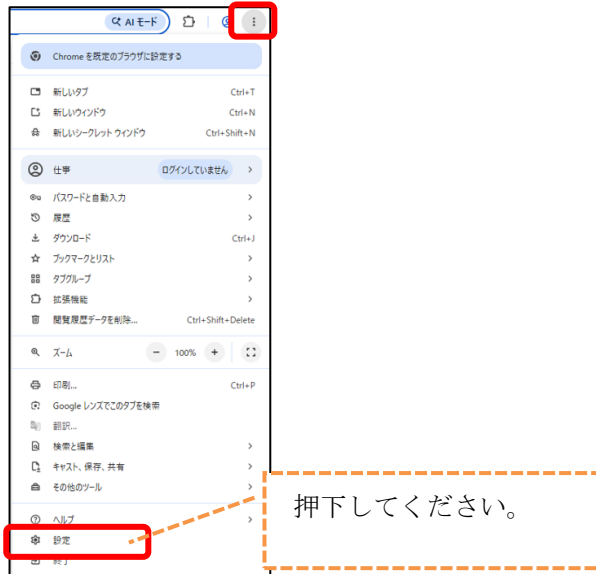 AI モード
Chrome を既定のブラウザに設定する
新しいタブ Ctrl+T
新しいウィンドウ Ctrl+N
新しいシークレット ウィンドウ Ctrl+Shift+N
仕事 ログインしていません
パスワードと自動入力
履歴
ダウンロード Ctrl+J
ブックマークとリスト
タブグループ
拡張機能
閲覧履歴データを削除... Ctrl+Shift+Delete
ズーム − 100% +
印刷... Ctrl+P
Google レンズでこのタブを検索
翻訳...
検索と編集
キャスト、保存、共有
その他のツール
押下してください。
ヘルプ
設定
終了